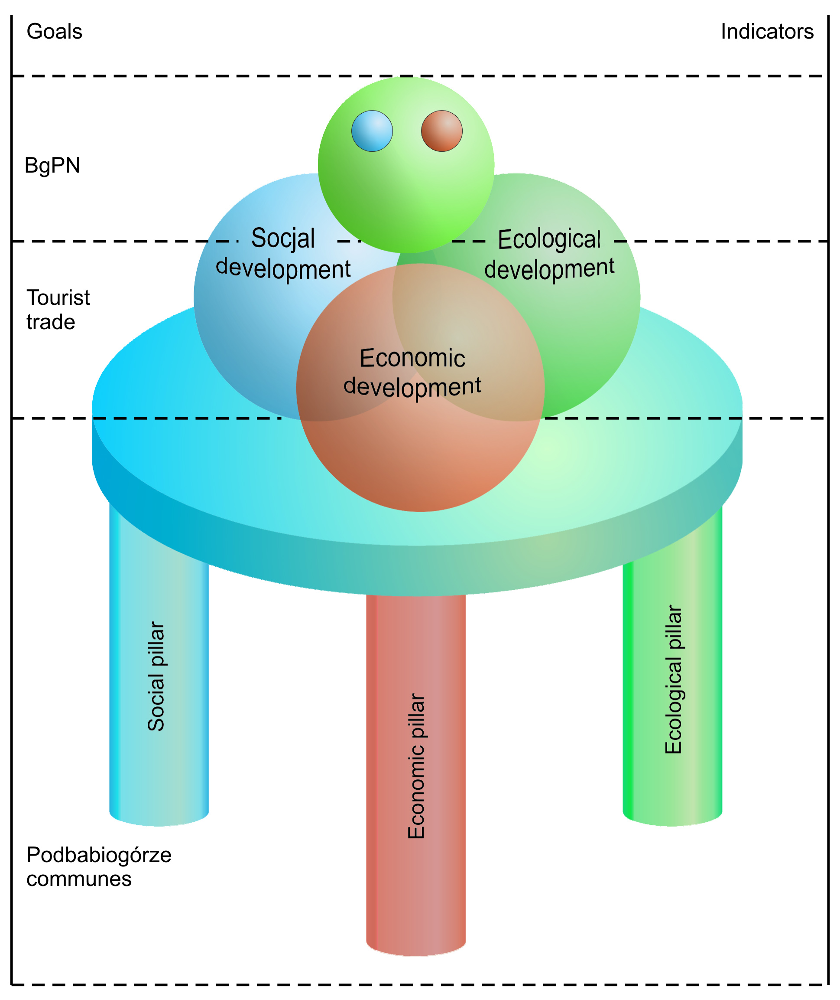 Goals
Indicators
BgPN
Socjal
development
Ecological
development
Tourist
trade
Economic
development
Social pillar
Economic pillar
Ecological pillar
Podbabiogórze
communes